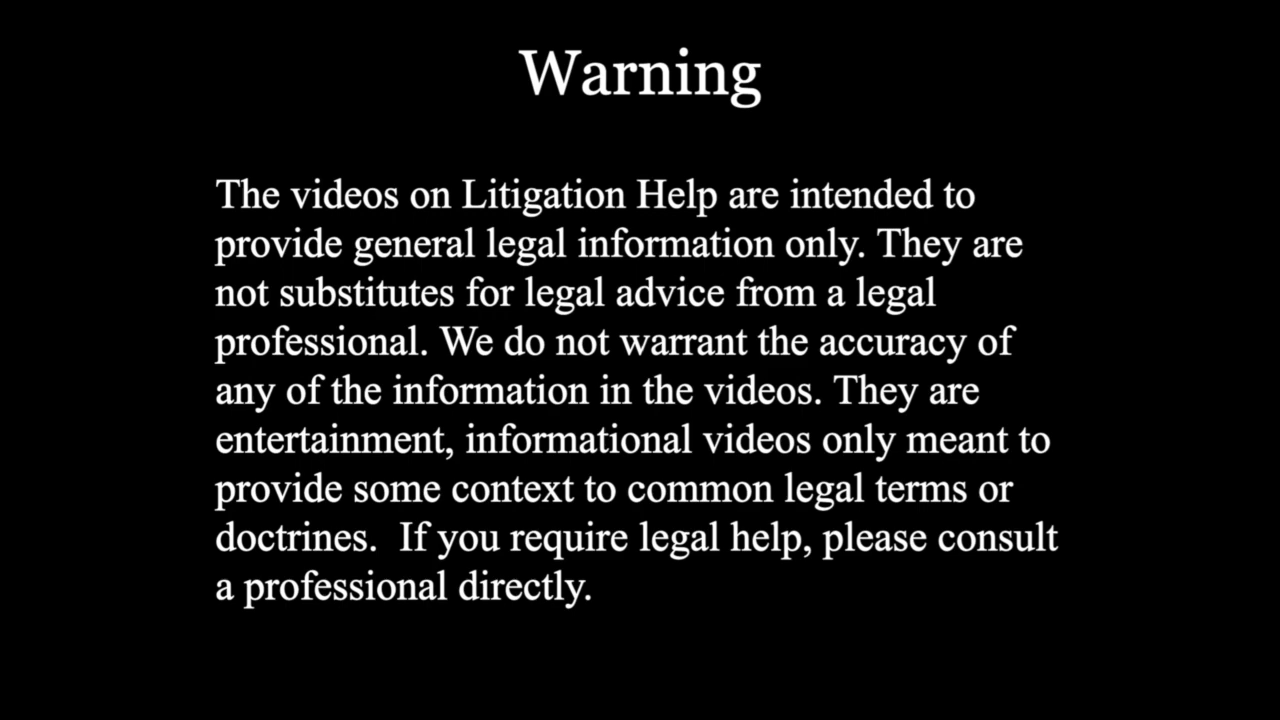 Warning
The videos on Litigation Help are intended to
provide general legal information only. They are
not substitutes for legal advice from a legal
professional. We do not warrant the accuracy of
any of the information in the videos. They are
entertainment, informational videos only meant to
provide some context to common legal terms or
doctrines.  If you require legal help, please consult
a professional directly.